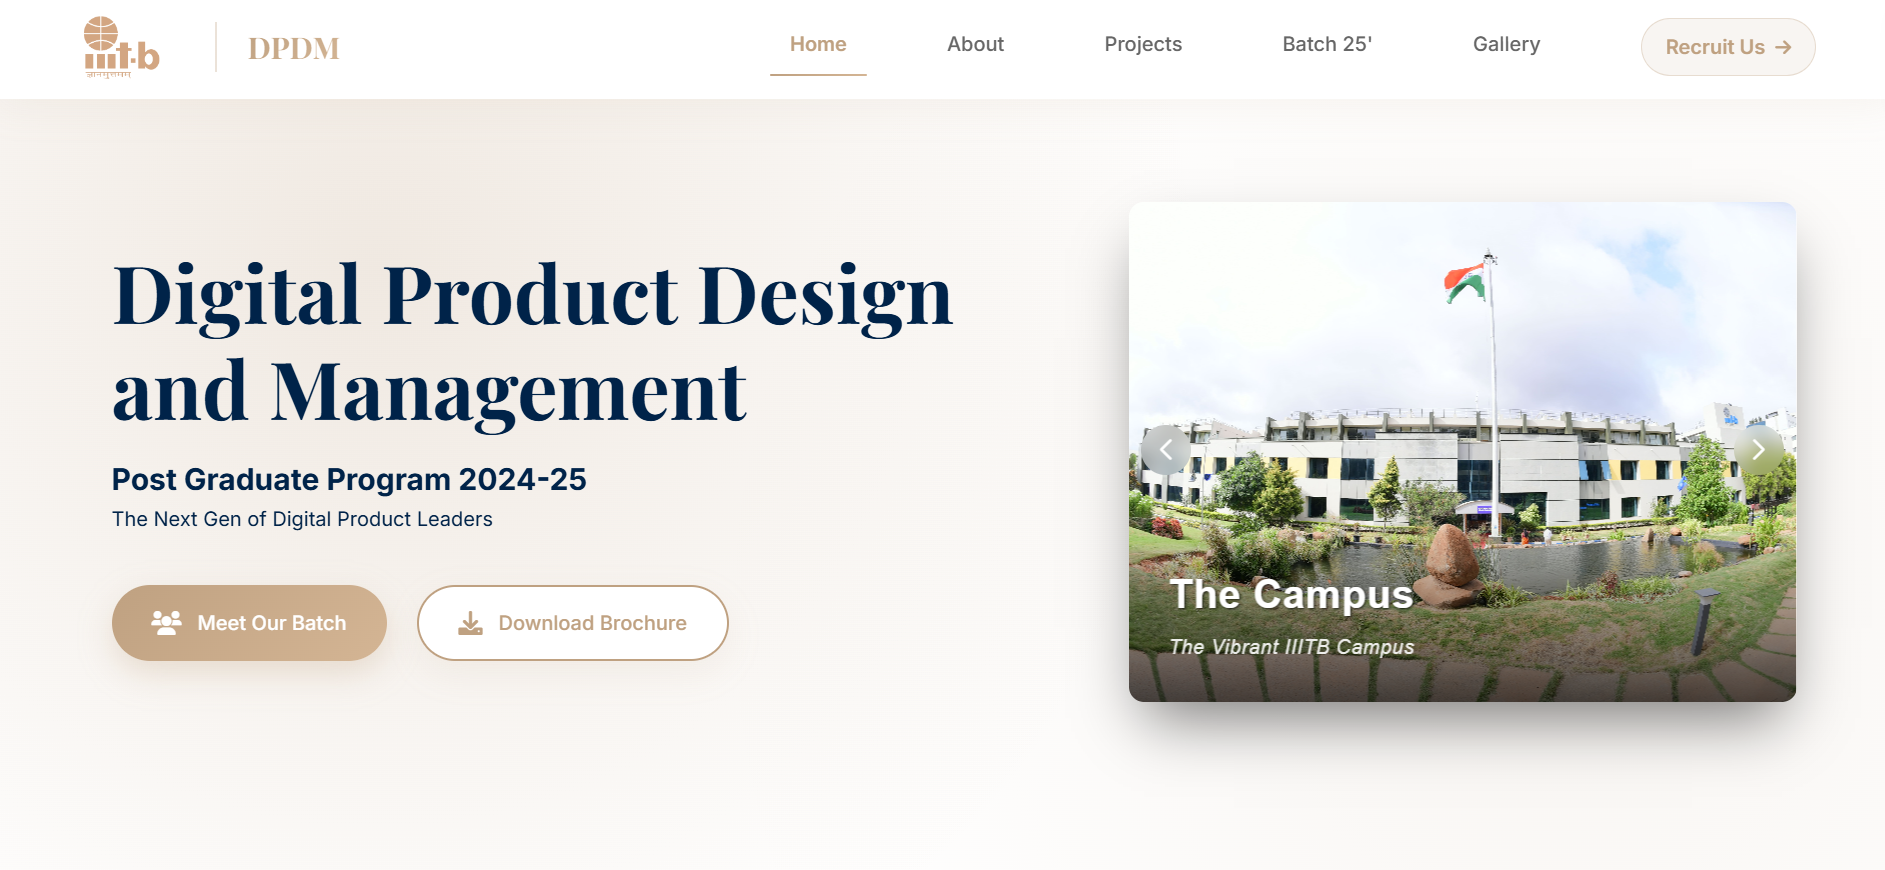 iiit-b
ज्ञानमुत्तमम्
DPDM
Home
About
Projects
Batch 25'
Gallery
Recruit Us
Digital Product Design
and Management
Post Graduate Program 2024-25
The Next Gen of Digital Product Leaders
Meet Our Batch
Download Brochure
The Campus
The Vibrant IIITB Campus